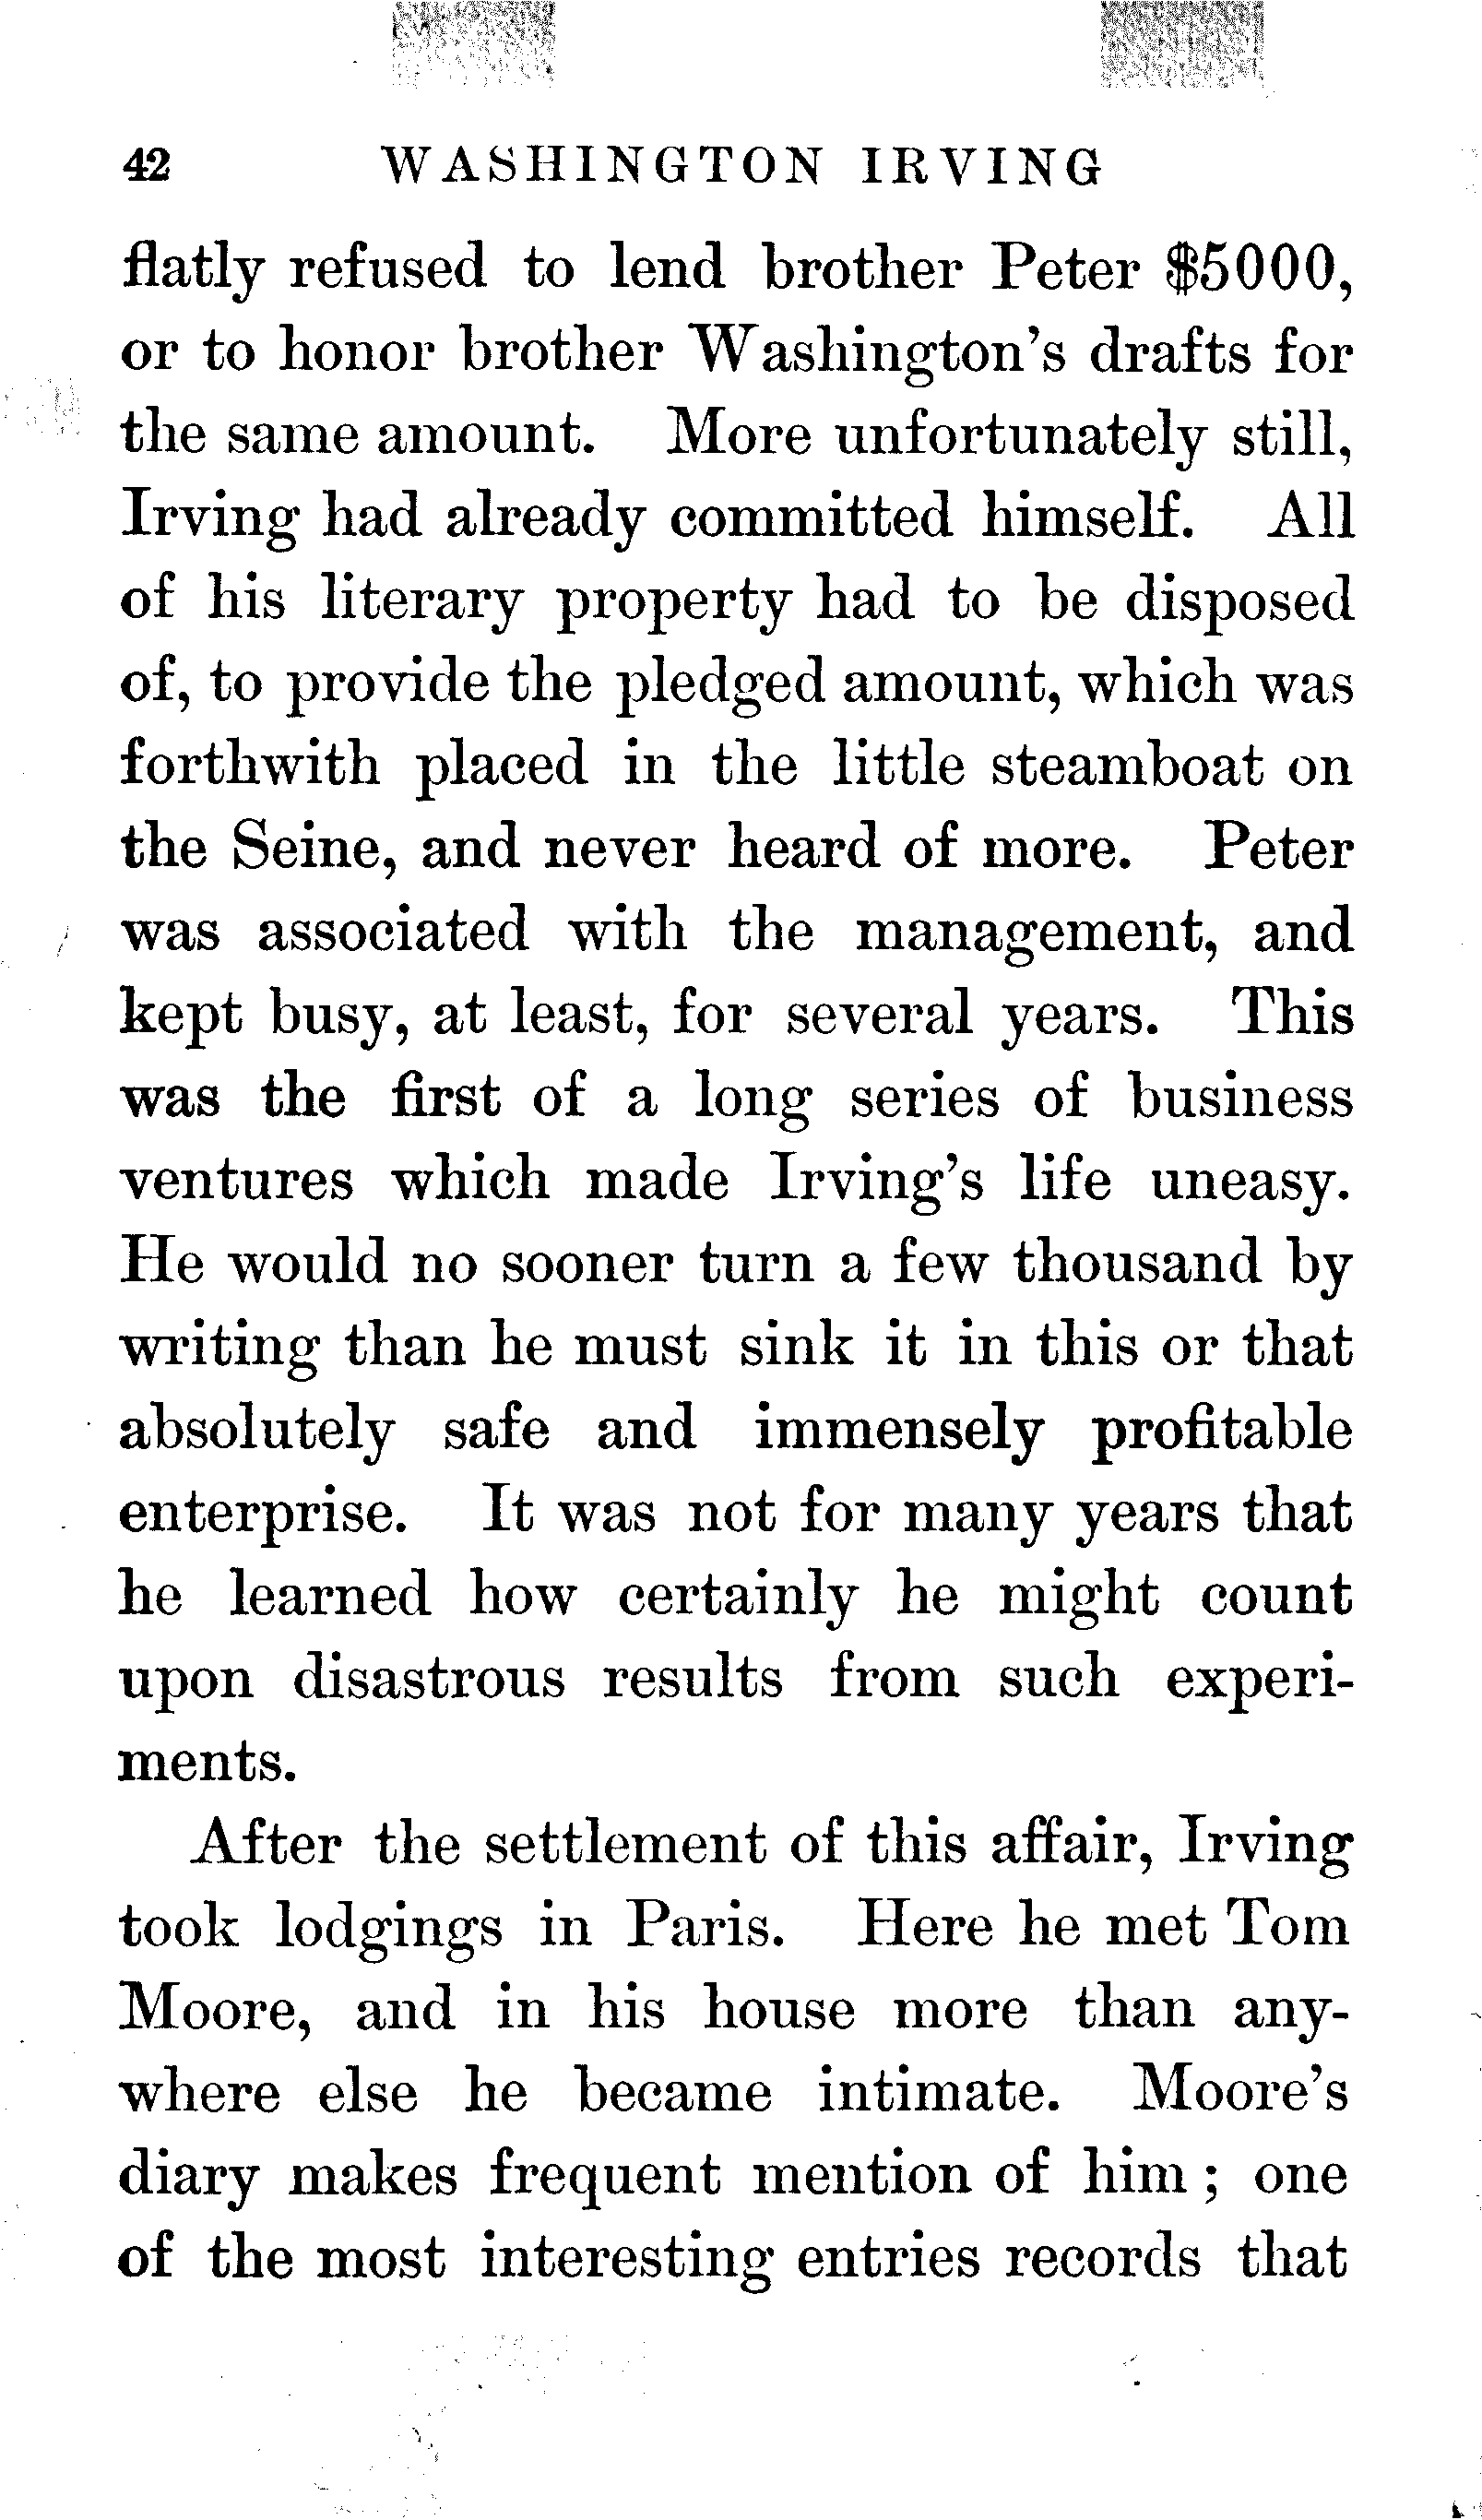 42 WASHINGTON IRVING
flatly refused to lend brother Peter $5000,
or to honor brother Washington's drafts for
the same amount. More unfortunately still,
Irving had already committed himself. All
of his literary property had to be disposed
of, to provide the pledged amount, which was
forthwith placed in the little steamboat on
the Seine, and never heard of more. Peter
was associated with the management, and
kept busy, at least, for several years. This
was the first of a long series of business
ventures which made Irving's life uneasy.
He would no sooner turn a few thousand by
writing than he must sink it in this or that
absolutely safe and immensely profitable
enterprise. It was not for many years that
he learned how certainly he might count
upon disastrous results from such experi-
ments.
After the settlement of this affair, Irving
took lodgings in Paris. Here he met Tom
Moore, and in his house more than any-
where else he became intimate. Moore's
diary makes frequent mention of him ; one
of the most interesting entries records that